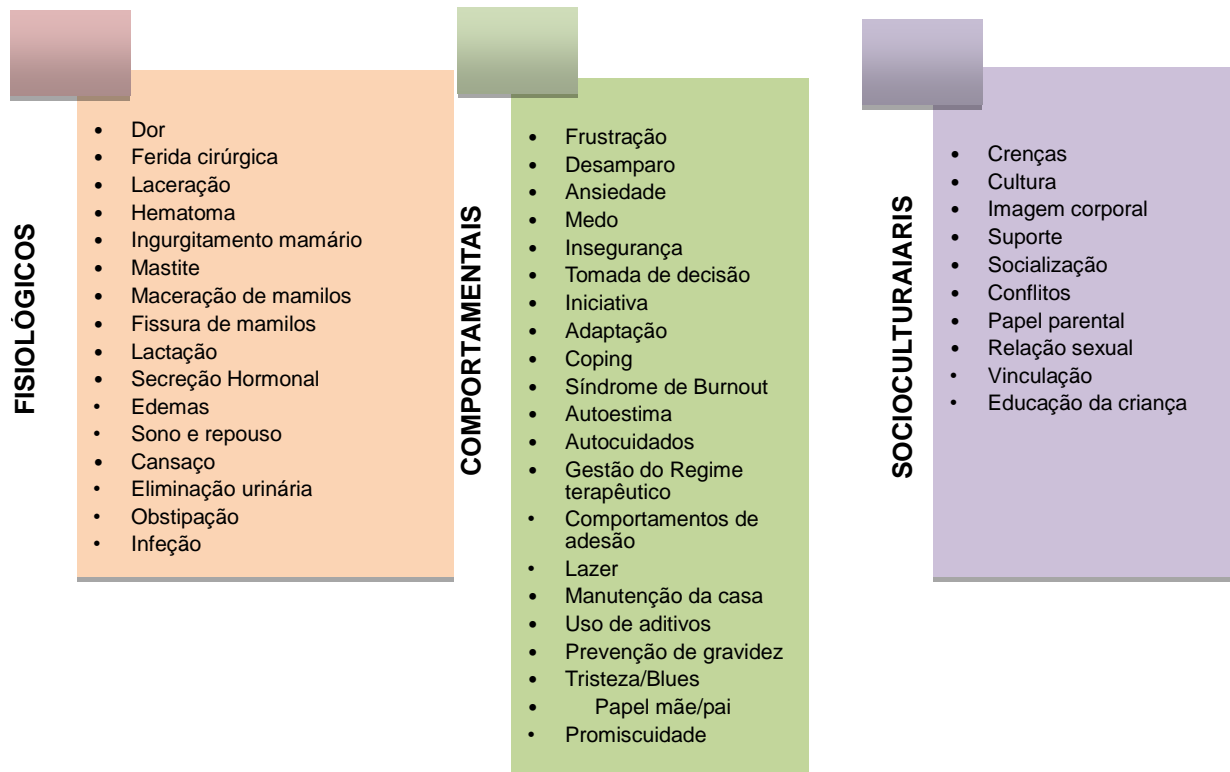 FISIOLÓGICOS
• Dor
• Ferida cirúrgica
• Laceração
• Hematoma
• Ingurgitamento mamário
• Mastite
• Maceração de mamilos
• Fissura de mamilos
• Lactação
• Secreção Hormonal
• Edemas
• Sono e repouso
• Cansaço
• Eliminação urinária
• Obstipação
• Infeção
COMPORTAMENTAIS
• Frustração
• Desamparo
• Ansiedade
• Medo
• Insegurança
• Tomada de decisão
• Iniciativa
• Adaptação
• Coping
• Síndrome de Burnout
• Autoestima
• Autocuidados
• Gestão do Regime
terapêutico
• Comportamentos de
adesão
• Lazer
• Manutenção da casa
• Uso de aditivos
• Prevenção de gravidez
• Tristeza/Blues
• Papel mãe/pai
• Promiscuidade
SOCIOCULTURAIARIS
• Crenças
• Cultura
• Imagem corporal
• Suporte
• Socialização
• Conflitos
• Papel parental
• Relação sexual
• Vinculação
• Educação da criança